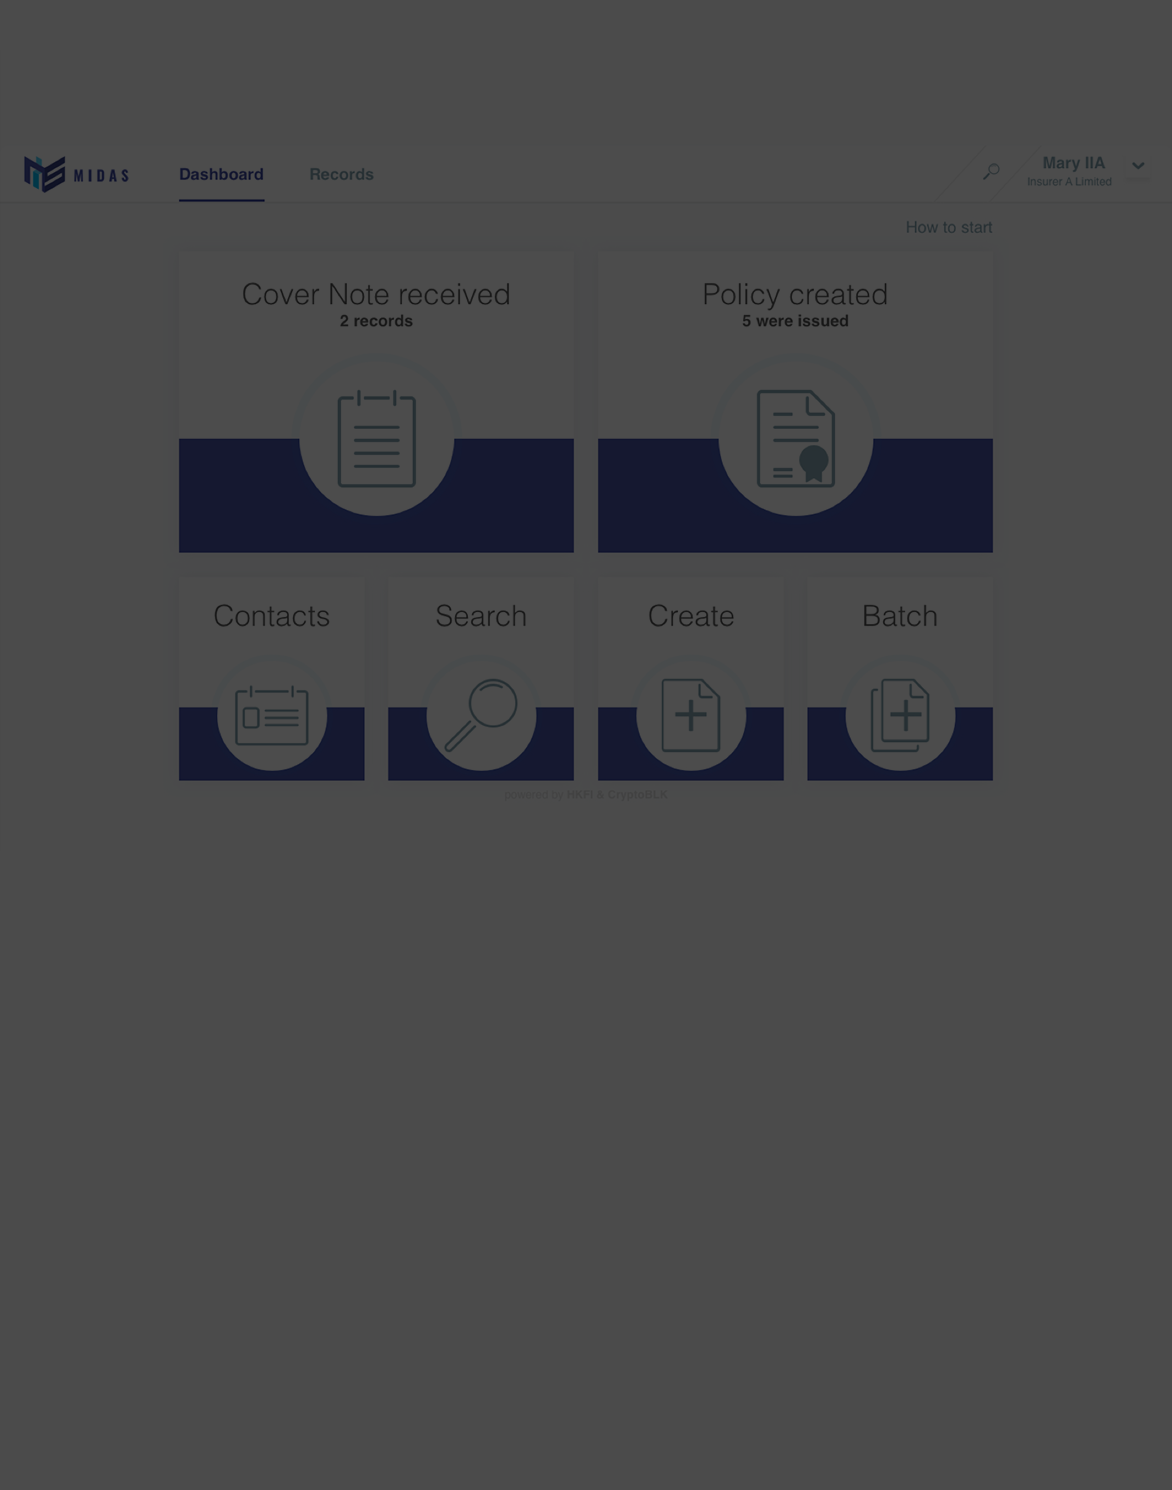 MIDAS
Dashboard
Records
Mary IIA
Insurer A Limited
How to start
Cover Note received
2 records
Policy created
5 were issued
Contacts
Search
Create
Batch
powered by HKFI & CryptoBLK